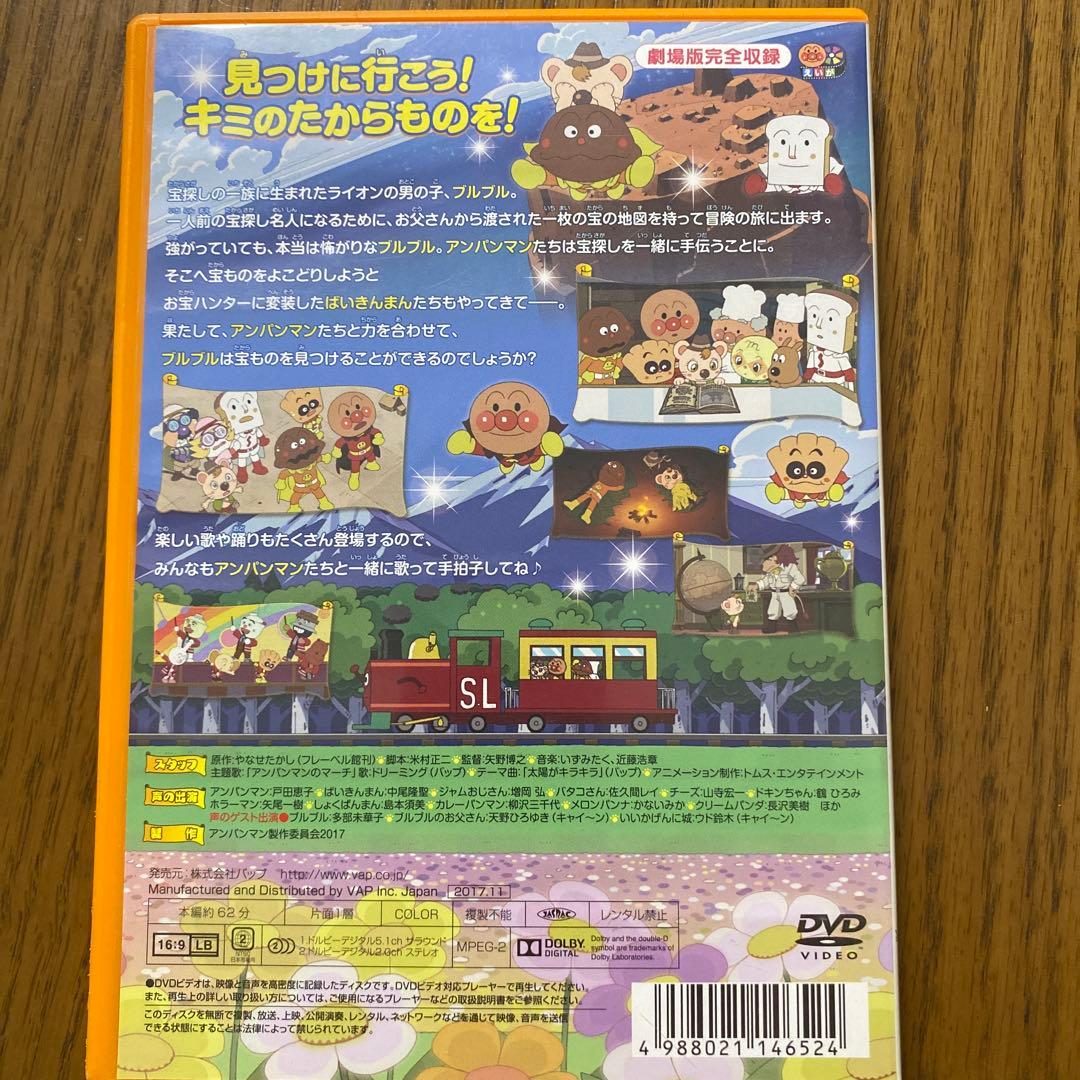 劇場版完全収録
えいが
見つけに行こう!
キミのたからものを!
宝探しの一族に生まれたライオンの男の子、ブルブル。
一人前の宝探し名人になるために、お父さんから渡された一枚の宝の地図を持って冒険の旅に出ます。
強がっていても、本当は怖がりなブルブル。アンパンマンたちは宝探しを一緒に手伝うことに。
そこへ宝ものをよこどりしようと
お宝ハンターに変装したばいきんまんたちもやってきて——。
果たして、アンパンマンたちと力を合わせて、
ブルブルは宝ものを見つけることができるのでしょうか?
楽しい歌や踊りもたくさん登場するので、
みんなもアンパンマンたちと一緒に歌って手拍子してね♪
SL
スタッフ 原作:やなせたかし(フレーベル館刊) 脚本:米村正二 監督:矢野博之 音楽:いずみたく、近藤浩章
主題歌:「アンパンマンのマーチ」歌:ドリーミング(バップ) テーマ曲:「太陽がキラキラ」(バップ) アニメーション制作:トムス・エンタテインメント
声の出演 アンパンマン:戸田恵子 ばいきんまん:中尾隆聖 ジャムおじさん:増岡 弘 バタコさん:佐久間レイ チーズ:山寺宏一 ドキンちゃん:鶴 ひろみ
ホラーマン:矢尾一樹 しょくぱんまん:島本須美 カレーパンマン:柳沢三千代 メロンパンナ:かないみか クリームパンダ:長沢美樹 ほか
声のゲスト出演●ブルブル:多部未華子 ブルブルのお父さん:天野ひろゆき(キャイ〜ン) いいかげんに城:ウド鈴木(キャイ〜ン)
製作 アンパンマン製作委員会2017
発売元:株式会社バップ http://www.vap.co.jp/
Manufactured and Distributed by VAP Inc. Japan 2017.11
本編約62分 片面1層 COLOR 複製不能 レンタル禁止
16:9 LB 2 NTSC 日本市場向 2 1.ドルビーデジタル5.1ch サラウンド
2.ドルビーデジタル2.0ch ステレオ
MPEG-2 DOLBY DIGITAL Dolby and the double-D symbol are trademarks of Dolby Laboratories.
DVD VIDEO
●DVDビデオは、映像と音声を高密度に記録したディスクです。DVDビデオ対応プレーヤーで再生してください。
また、再生上の詳しい取り扱い方については、ご使用になるプレーヤーなどの取扱説明書をご参照ください。
このディスクを無断で複製、放送、上映、公開演奏、レンタル、ネットワークなどを通じて映像、音声を送信
できる状態にすることは法律によって禁じられています。
4 988021 146524